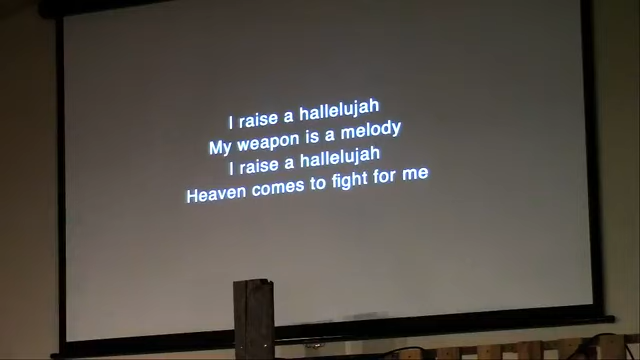 I raise a hallelujah
My weapon is a melody
I raise a hallelujah
Heaven comes to fight for me